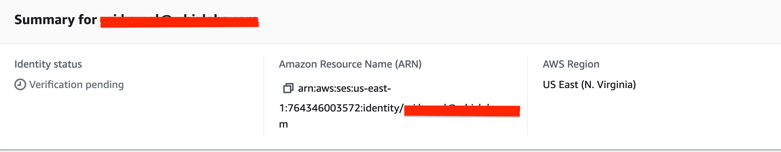 Summary for
Identity status
Verification pending
Amazon Resource Name (ARN)
arn:aws:ses:us-east-
1:764346003572:identity/
m
AWS Region
US East (N. Virginia)